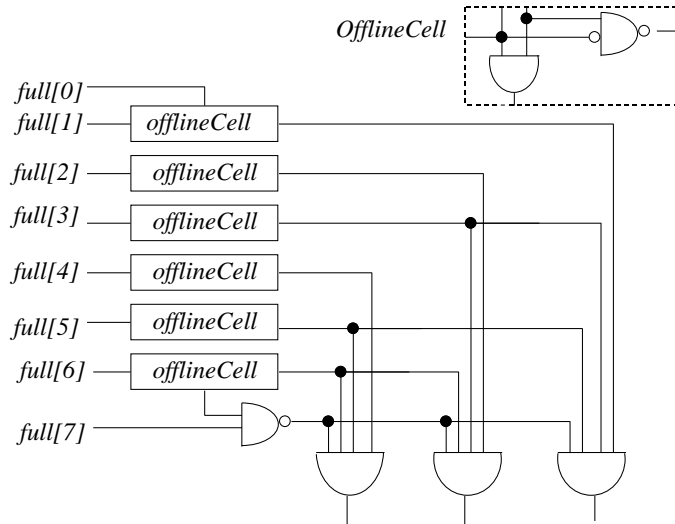 OfflineCell
full[0]
full[1] offlineCell
full[2] offlineCell
full[3] offlineCell
full[4] offlineCell
full[5] offlineCell
full[6] offlineCell
full[7]